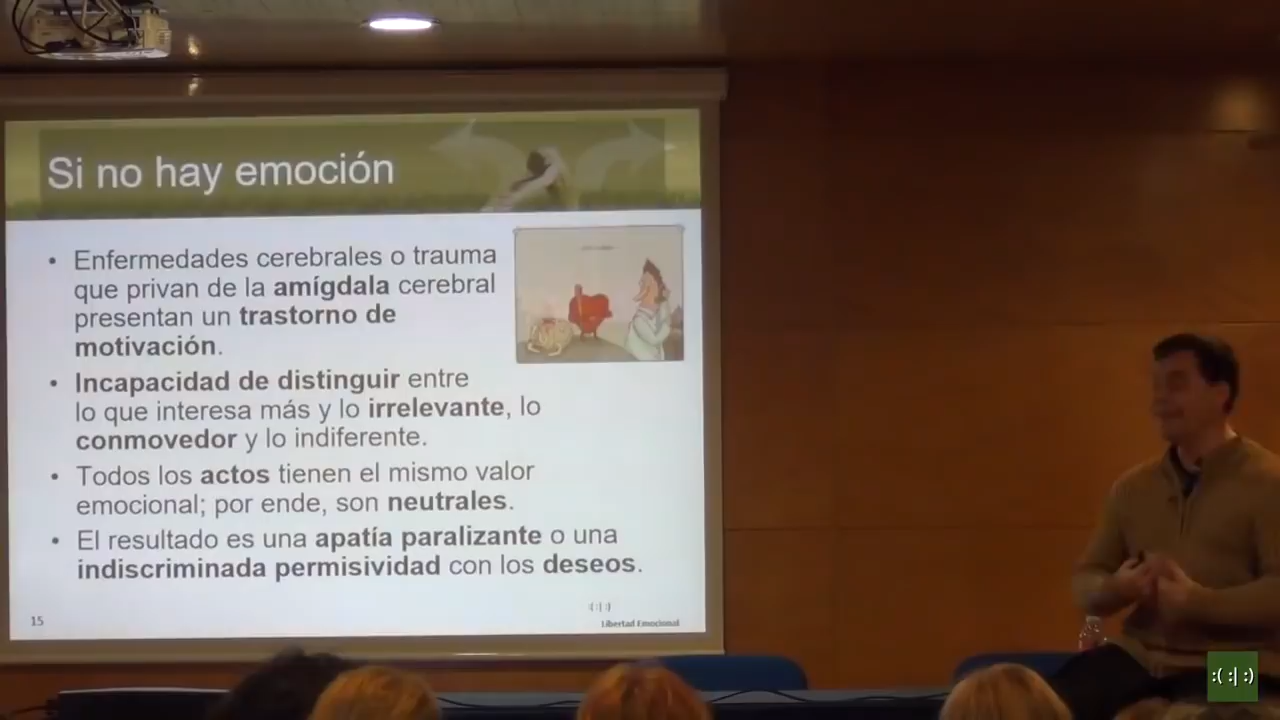 Si no hay emoción
• Enfermedades cerebrales o trauma
que privan de la amígdala cerebral
presentan un trastorno de
motivación.
• Incapacidad de distinguir entre
lo que interesa más y lo irrelevante, lo
conmovedor y lo indiferente.
• Todos los actos tienen el mismo valor
emocional; por ende, son neutrales.
• El resultado es una apatía paralizante o una
indiscriminada permisividad con los deseos.
15
:(:|:)
Libertad Emocional
:( :| :)